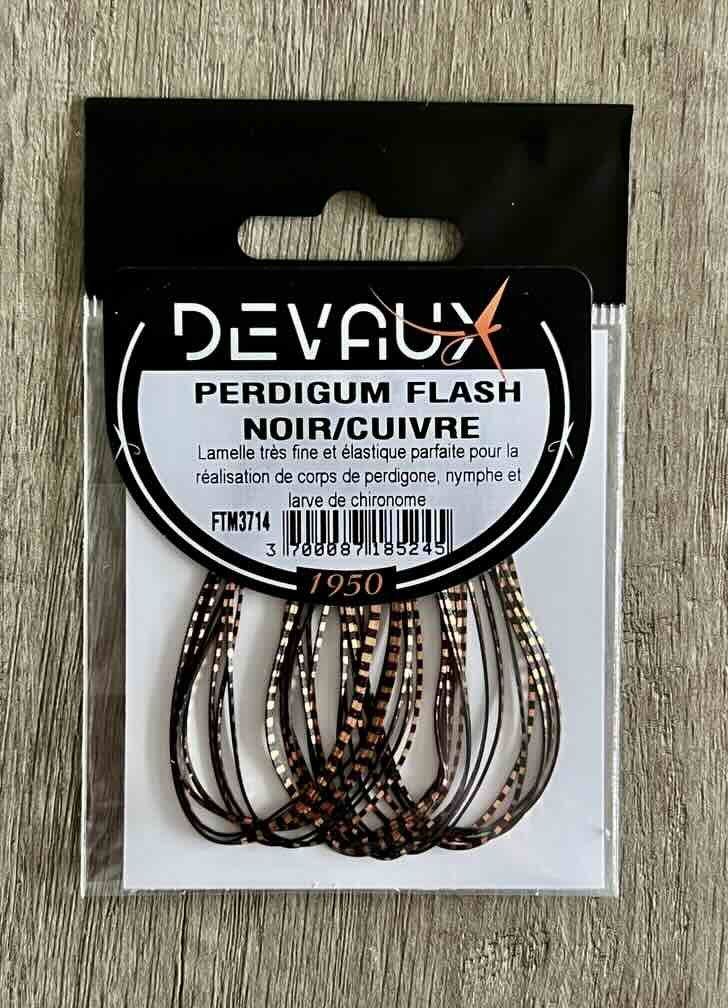 DEVAUX
PERDIGUM FLASH
NOIR/CUIVRE
Lamelle très fine et élastique parfaite pour la
réalisation de corps de perdigone, nymphe et
larve de chironome
FTM3714
3 700087 185245
1950